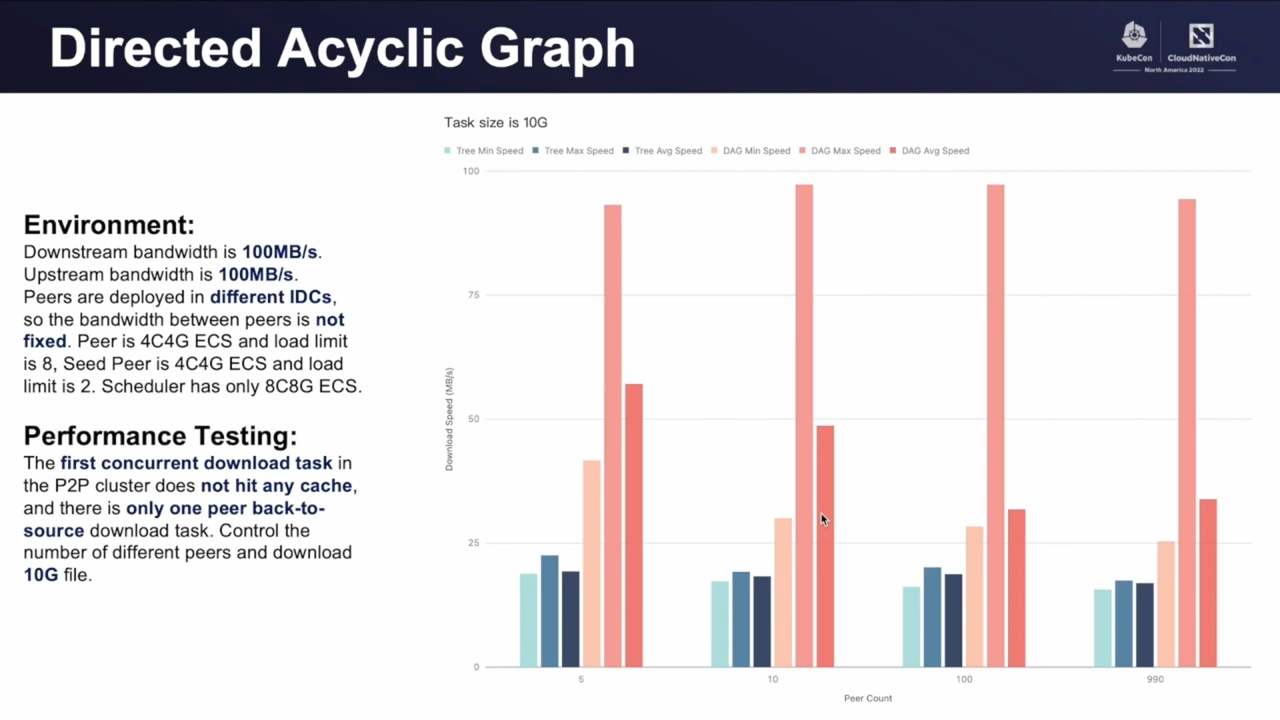 Directed Acyclic Graph
KubeCon
CloudNativeCon
North America 2022
Environment:
Downstream bandwidth is 100MB/s.
Upstream bandwidth is 100MB/s.
Peers are deployed in different IDCs,
so the bandwidth between peers is not
fixed. Peer is 4C4G ECS and load limit
is 8, Seed Peer is 4C4G ECS and load
limit is 2. Scheduler has only 8C8G ECS.
Performance Testing:
The first concurrent download task in
the P2P cluster does not hit any cache,
and there is only one peer back-to-
source download task. Control the
number of different peers and download
10G file.
Task size is 10G
Tree Min Speed Tree Max Speed Tree Avg Speed DAG Min Speed DAG Max Speed DAG Avg Speed
100
75
50
25
0
Download Speed (MB/s)
5 10 100 990
Peer Count